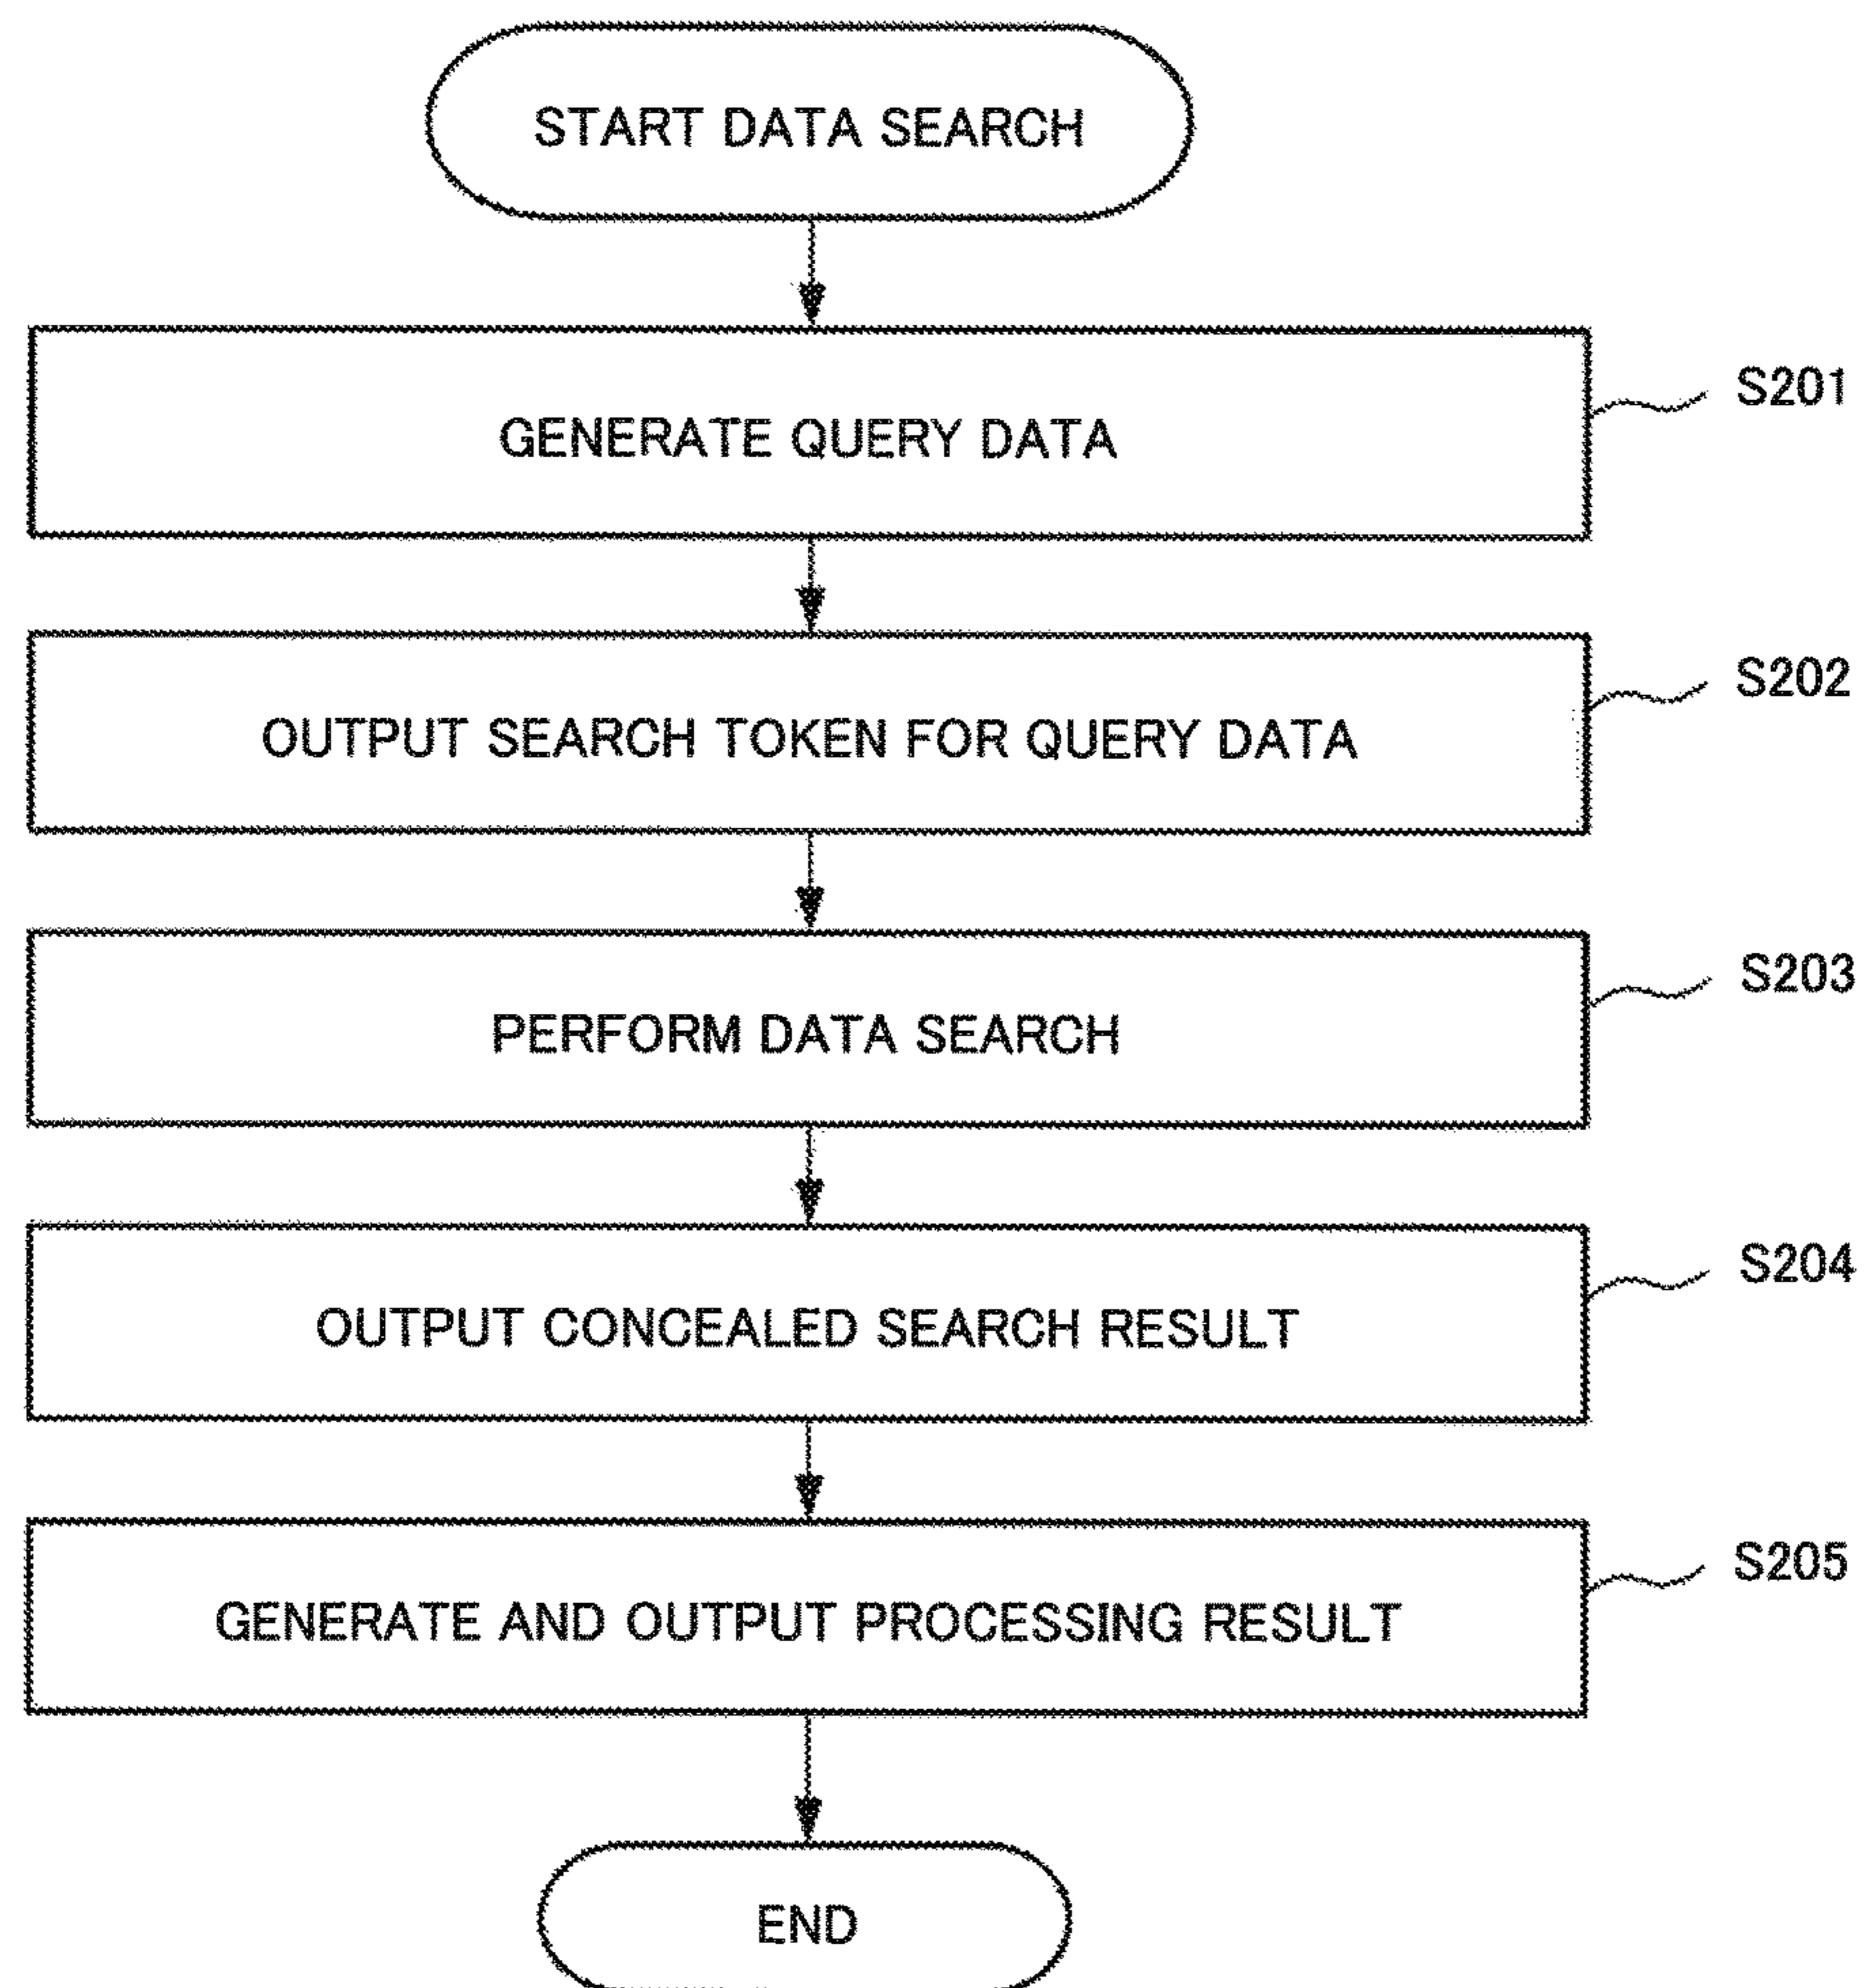 START DATA SEARCH
GENERATE QUERY DATA
S201
OUTPUT SEARCH TOKEN FOR QUERY DATA
S202
PERFORM DATA SEARCH
S203
OUTPUT CONCEALED SEARCH RESULT
S204
GENERATE AND OUTPUT PROCESSING RESULT
S205
END